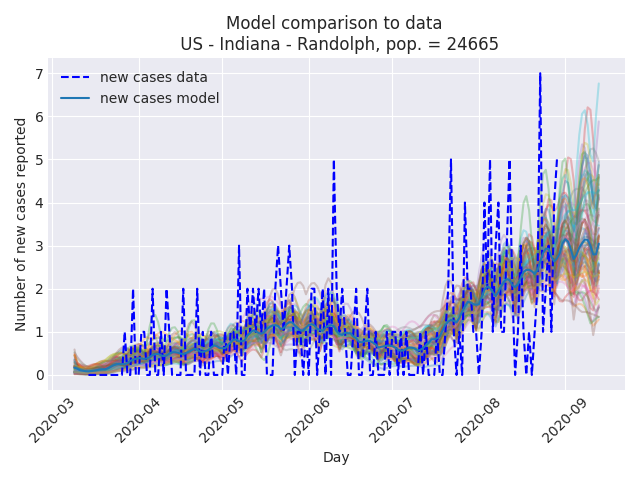 Model comparison to data
US - Indiana - Randolph, pop. = 24665
new cases data
new cases model
Number of new cases reported
7
6
5
4
3
2
1
0
2020-03
2020-04
2020-05
2020-06
2020-07
2020-08
2020-09
Day